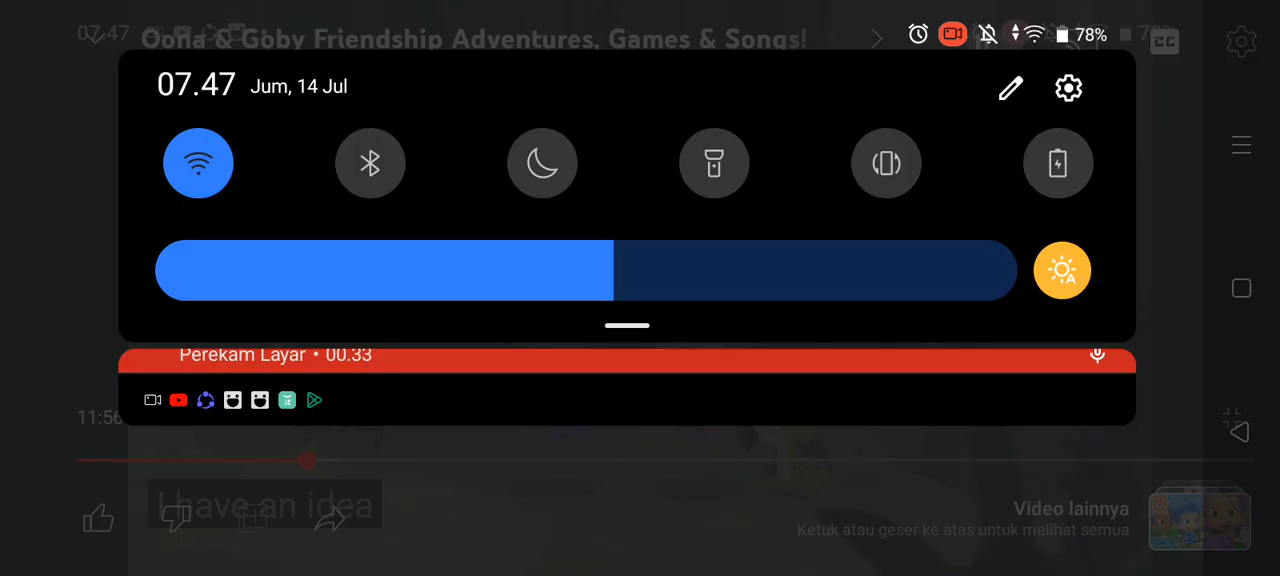 07.47
Oona & Goby Friendship Adventures, Games & Songs!
CC
78%
07.47 Jum, 14 Jul
A
Perekam Layar • 00.33
11:56
I have an idea
Video lainnya
Ketuk atau geser ke atas untuk melihat semua